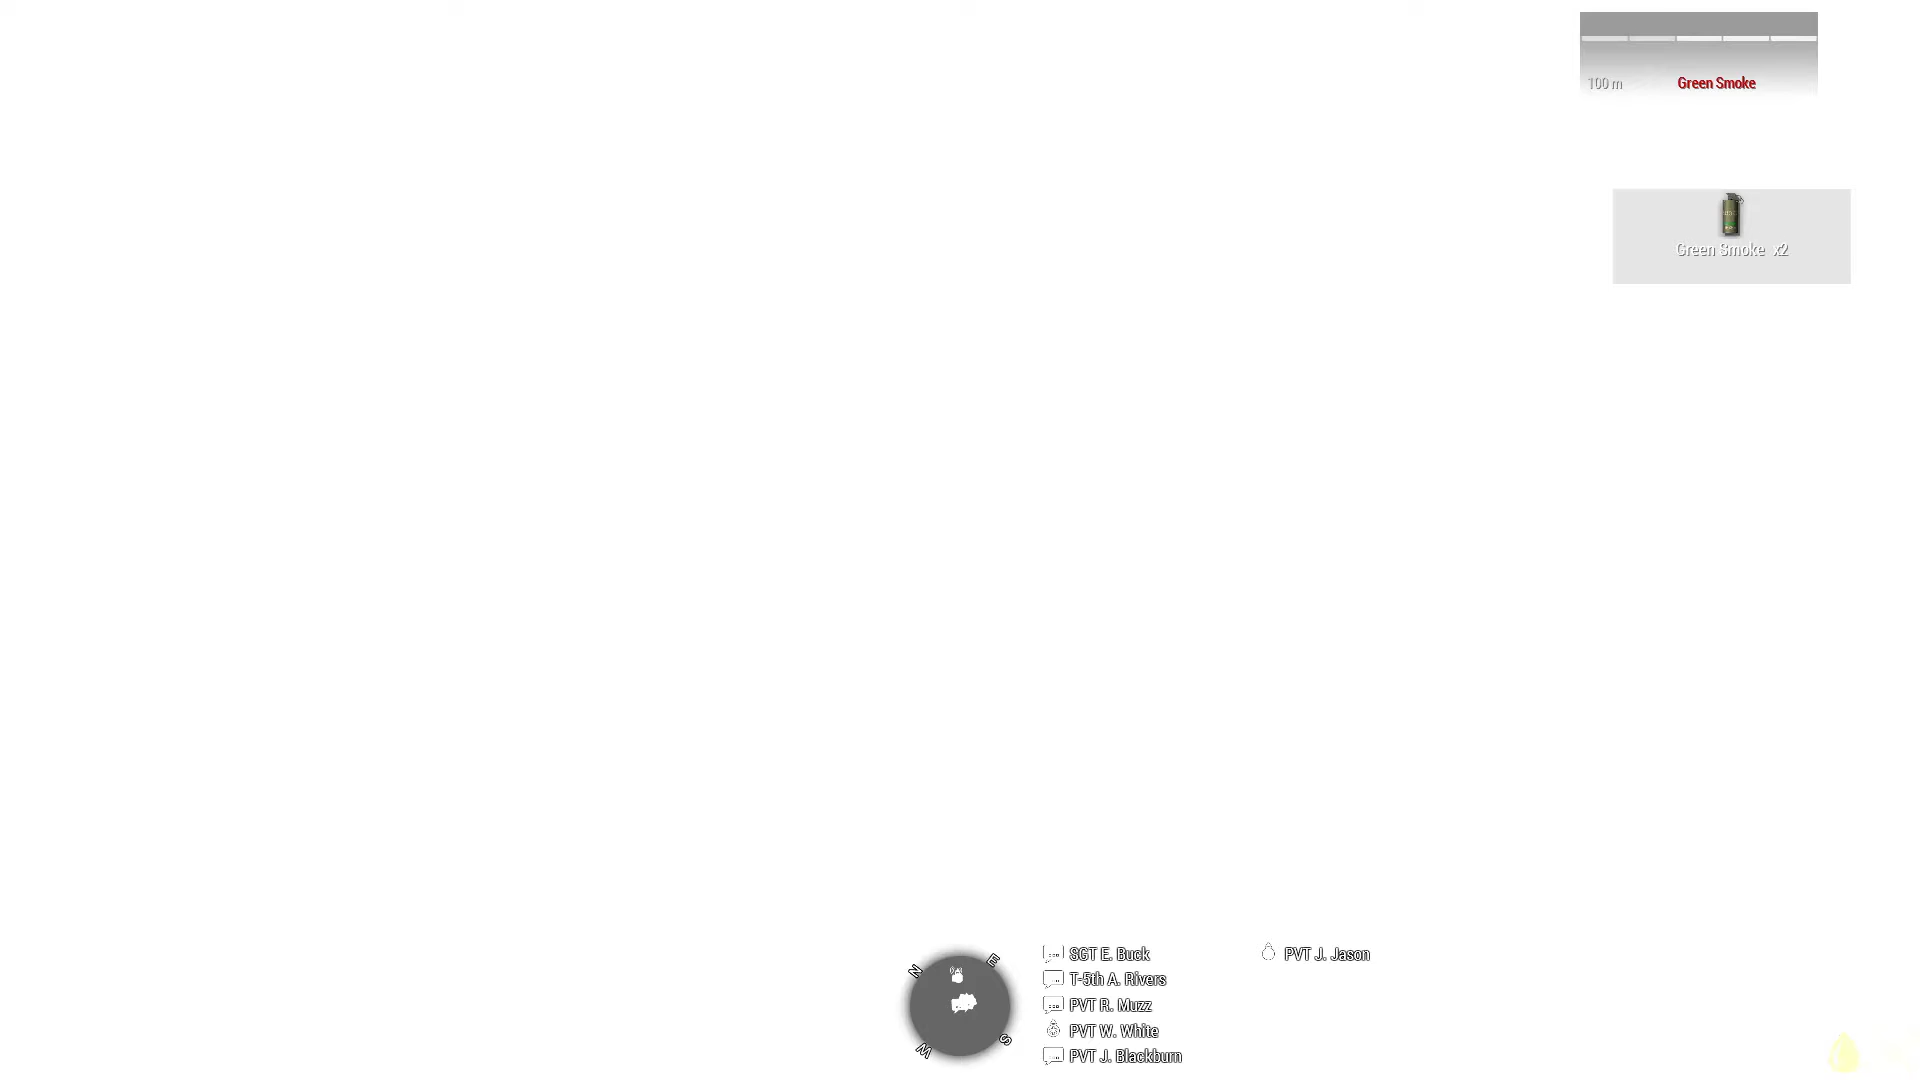 100 m Green Smoke
Green Smoke x2
N E
W S
SGT E. Buck
T-5th A. Rivers
PVT R. Muzz
PVT W. White
PVT J. Blackburn
PVT J. Jason